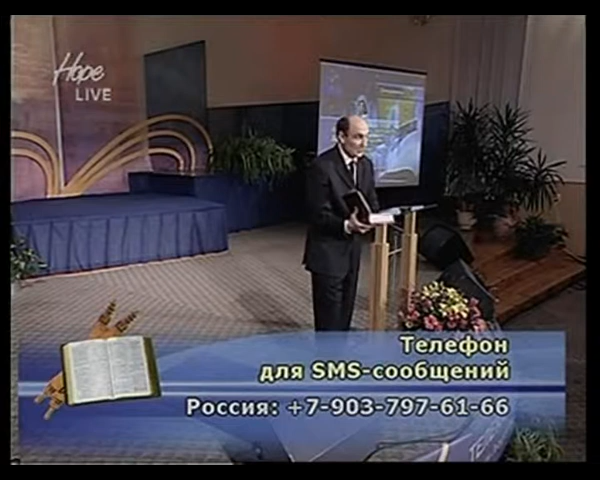 Hope
LIVE
Телефон
для SMS-сообщений
Россия: +7-903-797-61-66